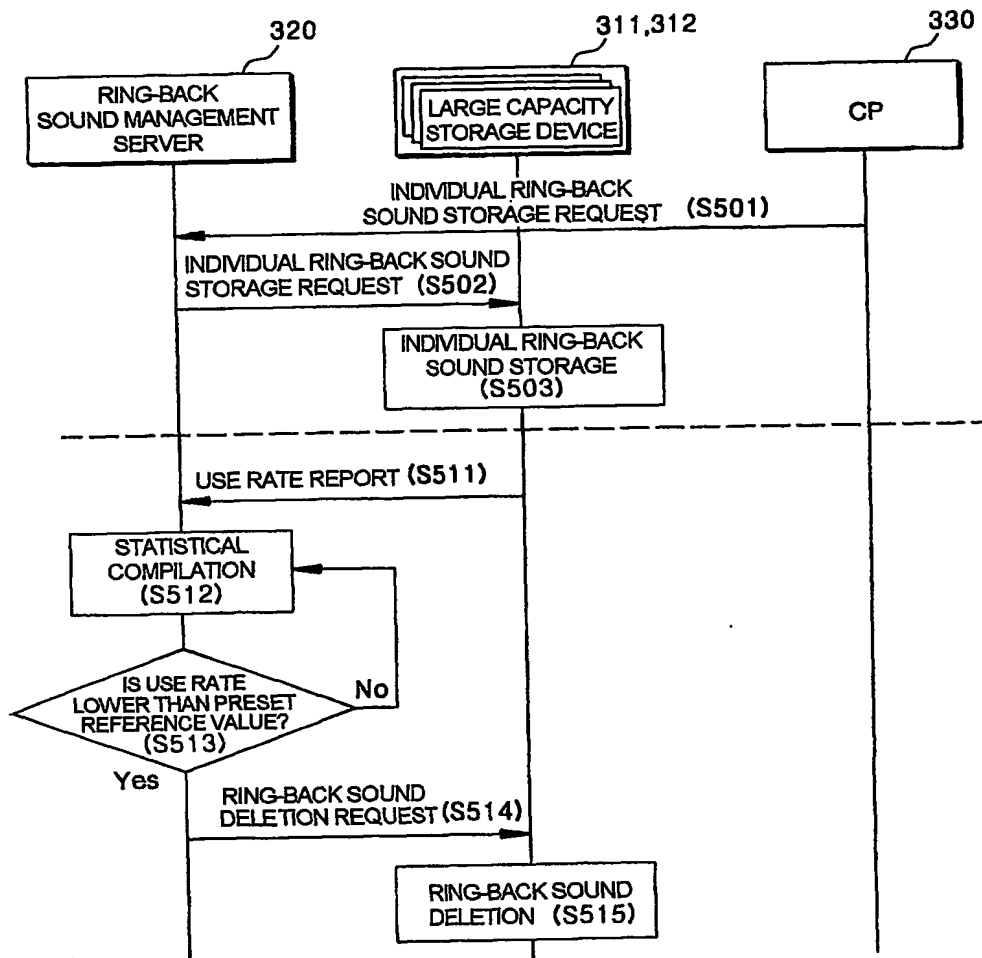 320
311,312
330
RING-BACK
SOUND MANAGEMENT
SERVER
LARGE CAPACITY
STORAGE DEVICE
CP
INDIVIDUAL RING-BACK
SOUND STORAGE REQUEST (S501)
INDIVIDUAL RING-BACK SOUND
STORAGE REQUEST (S502)
INDIVIDUAL RING-BACK
SOUND STORAGE
(S503)
USE RATE REPORT (S511)
STATISTICAL
COMPILATION
(S512)
IS USE RATE
LOWER THAN PRESET
REFERENCE VALUE?
(S513)
No
Yes
RING-BACK SOUND
DELETION REQUEST (S514)
RING-BACK SOUND
DELETION (S515)